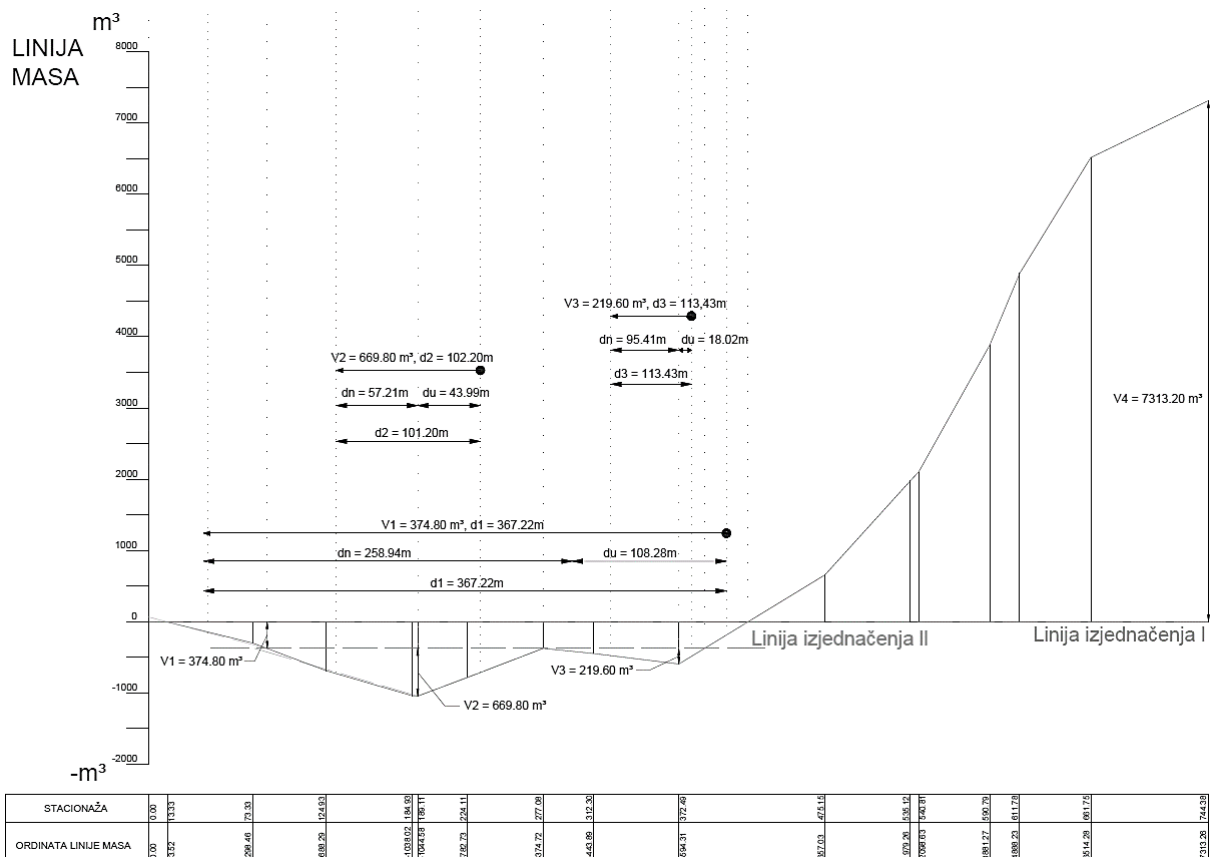 m³
LINIJA
MASA
8000
7000
6000
5000
4000
3000
2000
1000
0
-1000
-2000
-m³
V3 = 219.60 m³, d3 = 113,43m
dn = 95.41m
du = 18.02m
d3 = 113.43m
V2 = 669.80 m³, d2 = 102.20m
dn = 57.21m
du = 43.99m
d2 = 101.20m
V4 = 7313.20 m³
V1 = 374.80 m³, d1 = 367.22m
dn = 258.94m
du = 108.28m
d1 = 367.22m
Linija izjednačenja II
Linija izjednačenja I
V1 = 374.80 m³
V3 = 219.60 m³
V2 = 669.80 m³
STACIONAŽA
0.00
13.33
73.33
124.93
184.93
189.11
224.11
277.08
312.30
372.49
475.15
535.12
540.81
590.79
611.78
661.75
744.38
ORDINATA LINIJE MASA